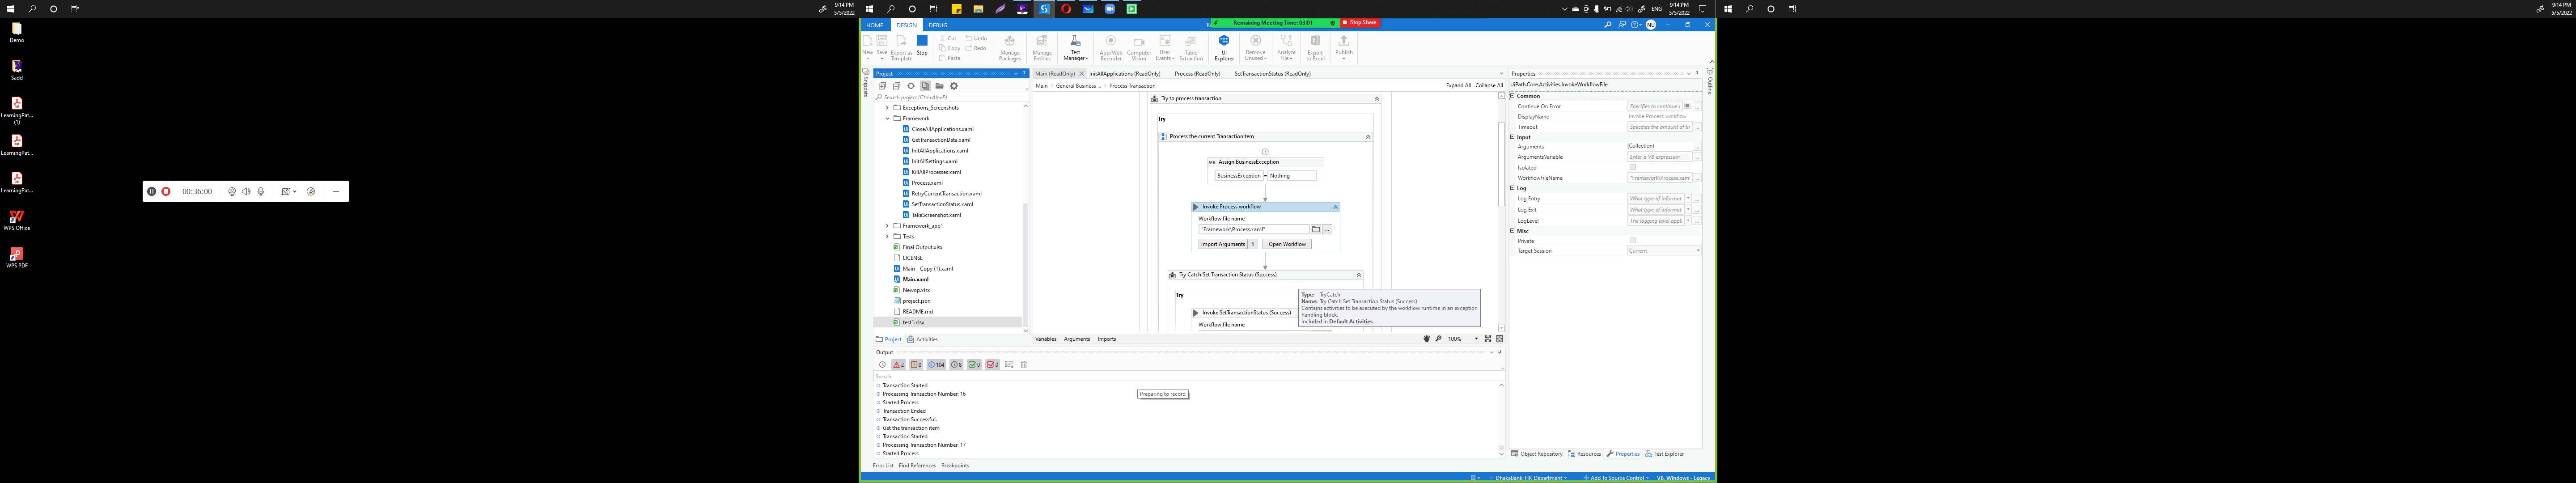 9:14 PM
5/5/2022
Demo
Sadd
LearningPat...
(1)
LearningPat...
LearningPat...
WPS Office
WPS PDF
00:36:00
ENG
9:14 PM
5/5/2022
HOME
DESIGN
DEBUG
Remaining Meeting Time: 03:01
Stop Share
NU
New
Save
Export as Template
Stop
Cut
Copy
Paste
Undo
Redo
Manage Packages
Manage Entities
Test Manager
App/Web Recorder
Computer Vision
User Events
Table Extraction
UI Explorer
Remove Unused
Analyze File
Export to Excel
Publish
Snippets
Project
Search project (Ctrl+Alt+P)
Exceptions_Screenshots
Framework
CloseAllApplications.xaml
GetTransactionData.xaml
InitAllApplications.xaml
InitAllSettings.xaml
KillAllProcesses.xaml
Process.xaml
RetryCurrentTransaction.xaml
SetTransactionStatus.xaml
TakeScreenshot.xaml
Framework_app1
Tests
Final Output.xlsx
LICENSE
Main - Copy (1).xaml
Main.xaml
Newop.xlsx
project.json
README.md
test1.xlsx
Project
Activities
Main (ReadOnly)
InitAllApplications (ReadOnly)
Process (ReadOnly)
SetTransactionStatus (ReadOnly)
Main > General Business ... > Process Transaction
Expand All
Collapse All
Try to process transaction
Try
Process the current TransactionItem
Assign BusinessException
BusinessException = Nothing
Invoke Process workflow
Workflow file name
"Framework\Process.xaml"
...
Import Arguments 5
Open Workflow
Try Catch Set Transaction Status (Success)
Try
Invoke SetTransactionStatus (Success)
Workflow file name
Type: TryCatch
Name: Try Catch Set Transaction Status (Success)
Contains activities to be executed by the workflow runtime in an exception
handling block.
Included in Default Activities
Variables
Arguments
Imports
100%
Output
2
0
104
8
0
0
Search
Transaction Started
Processing Transaction Number: 16
Started Process
Transaction Ended
Transaction Successful.
Get the transaction item
Transaction Started
Processing Transaction Number: 17
Started Process
Preparing to record
Error List
Find References
Breakpoints
Properties
UiPath.Core.Activities.InvokeWorkflowFile
Common
Continue On Error
Specifies to continue
DisplayName
Invoke Process workflow
Timeout
Specifies the amount of
Input
Arguments
(Collection)
ArgumentsVariable
Enter a VB expression
Isolated
WorkflowFileName
"Framework\Process.xaml
Log
Log Entry
What type of informat
Log Exit
What type of informat
LogLevel
The logging level appl
Misc
Private
Target Session
Current
Object Repository
Resources
Properties
Test Explorer
Outline
DhakaBank_HR_Department
Add To Source Control
VB, Windows - Legacy
9:14 PM
5/5/2022